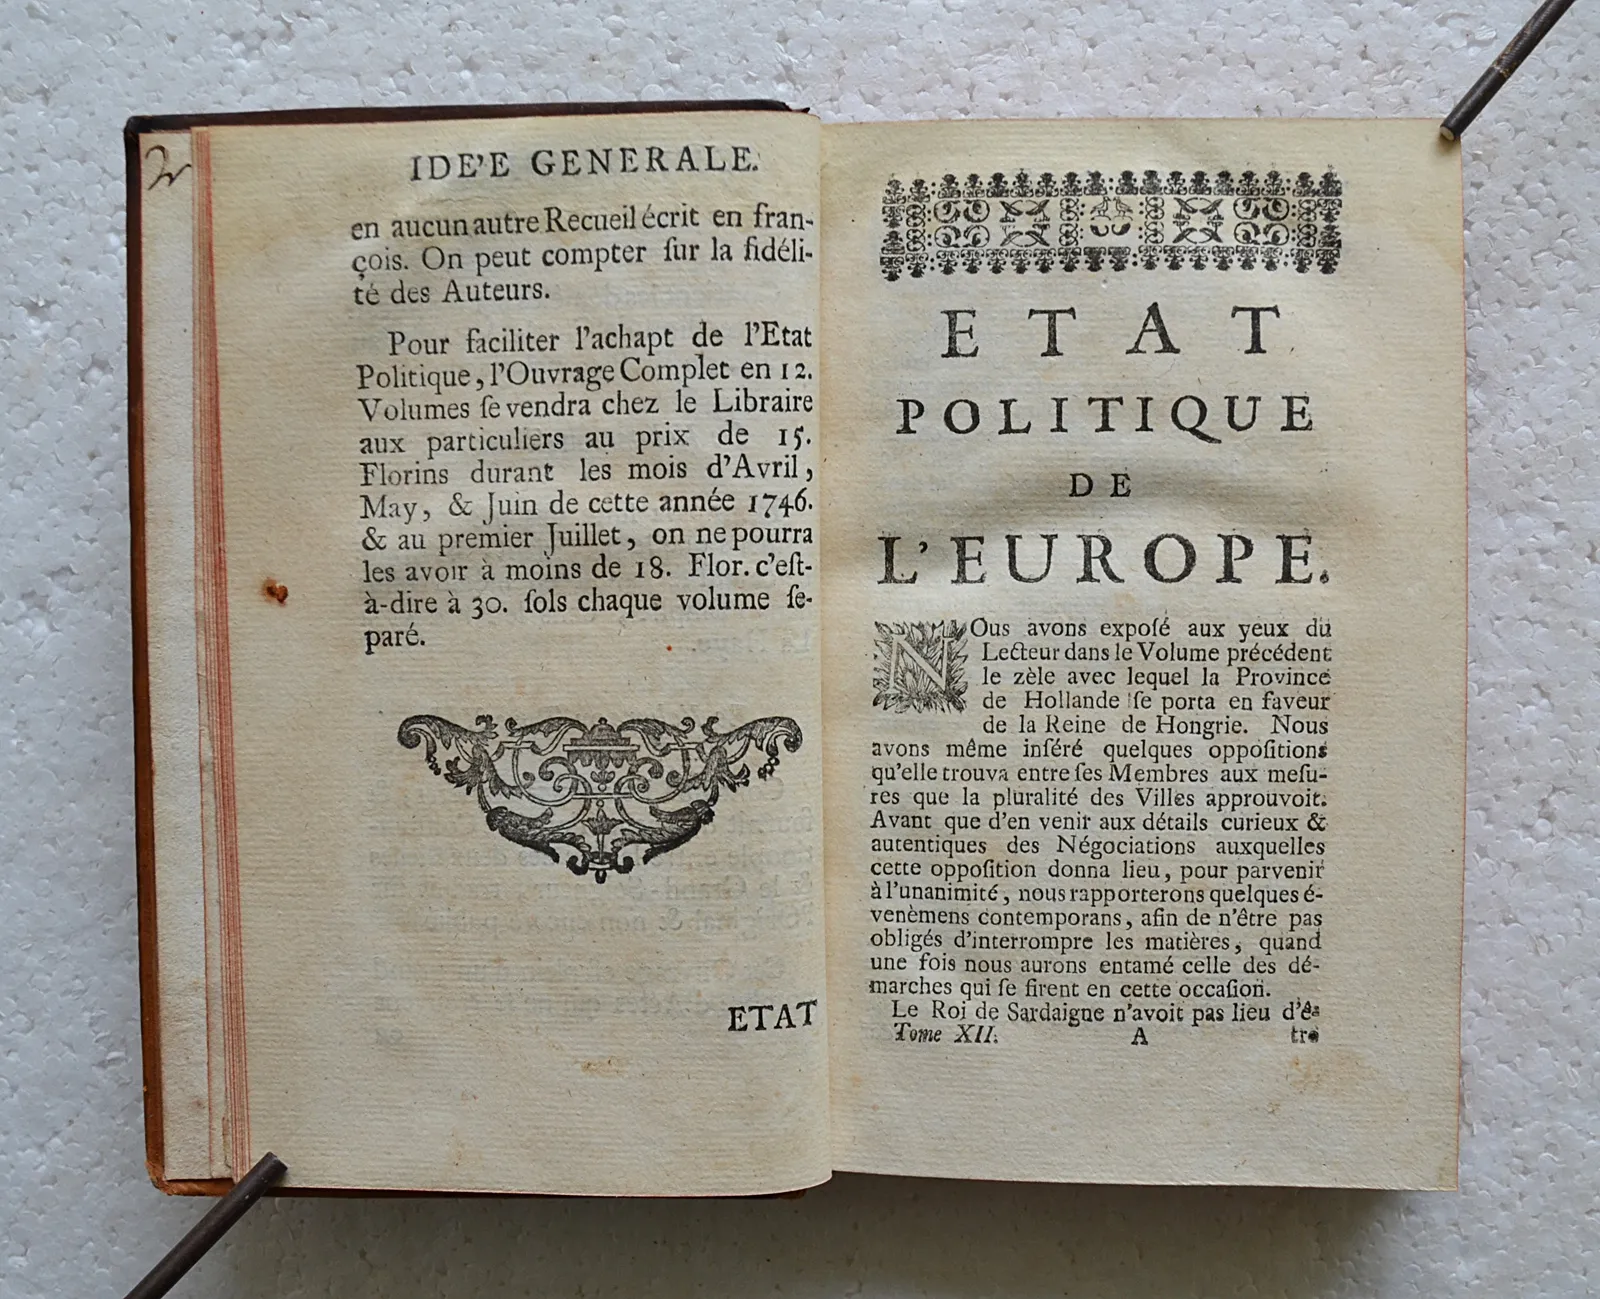 IDE'E GENERALE.
en aucun autre Recueil écrit en fran-
çois. On peut compter ſur la fidéli-
té des Auteurs.
Pour faciliter l'achapt de l'Etat
Politique, l'Ouvrage Complet en 12.
Volumes ſe vendra chez le Libraire
aux particuliers au prix de 15.
Florins durant les mois d'Avril,
May, & Juin de cette année 1746.
& au premier Juillet, on ne pourra
les avoir à moins de 18. Flor. c'eſt-
à-dire à 30. ſols chaque volume ſe-
paré.
ETAT
ETAT
POLITIQUE
DE
L'EUROPE.
NOus avons expoſé aux yeux du
Lecteur dans le Volume précédent
le zèle avec lequel la Province
de Hollande ſe porta en faveur
de la Reine de Hongrie. Nous
avons même inſéré quelques oppoſitions
qu'elle trouva entre ſes Membres aux meſu-
res que la pluralité des Villes approuvoit.
Avant que d'en venir aux détails curieux &
autentiques des Négociations auxquelles
cette oppoſition donna lieu, pour parvenir
à l'unanimité, nous rapporterons quelques é-
venèmens contemporans, afin de n'être pas
obligés d'interrompre les matières, quand
une fois nous aurons entamé celle des dé-
marches qui ſe firent en cette occaſion.
Le Roi de Sardaigne n'avoit pas lieu d'ê-
Tome XII. A tre